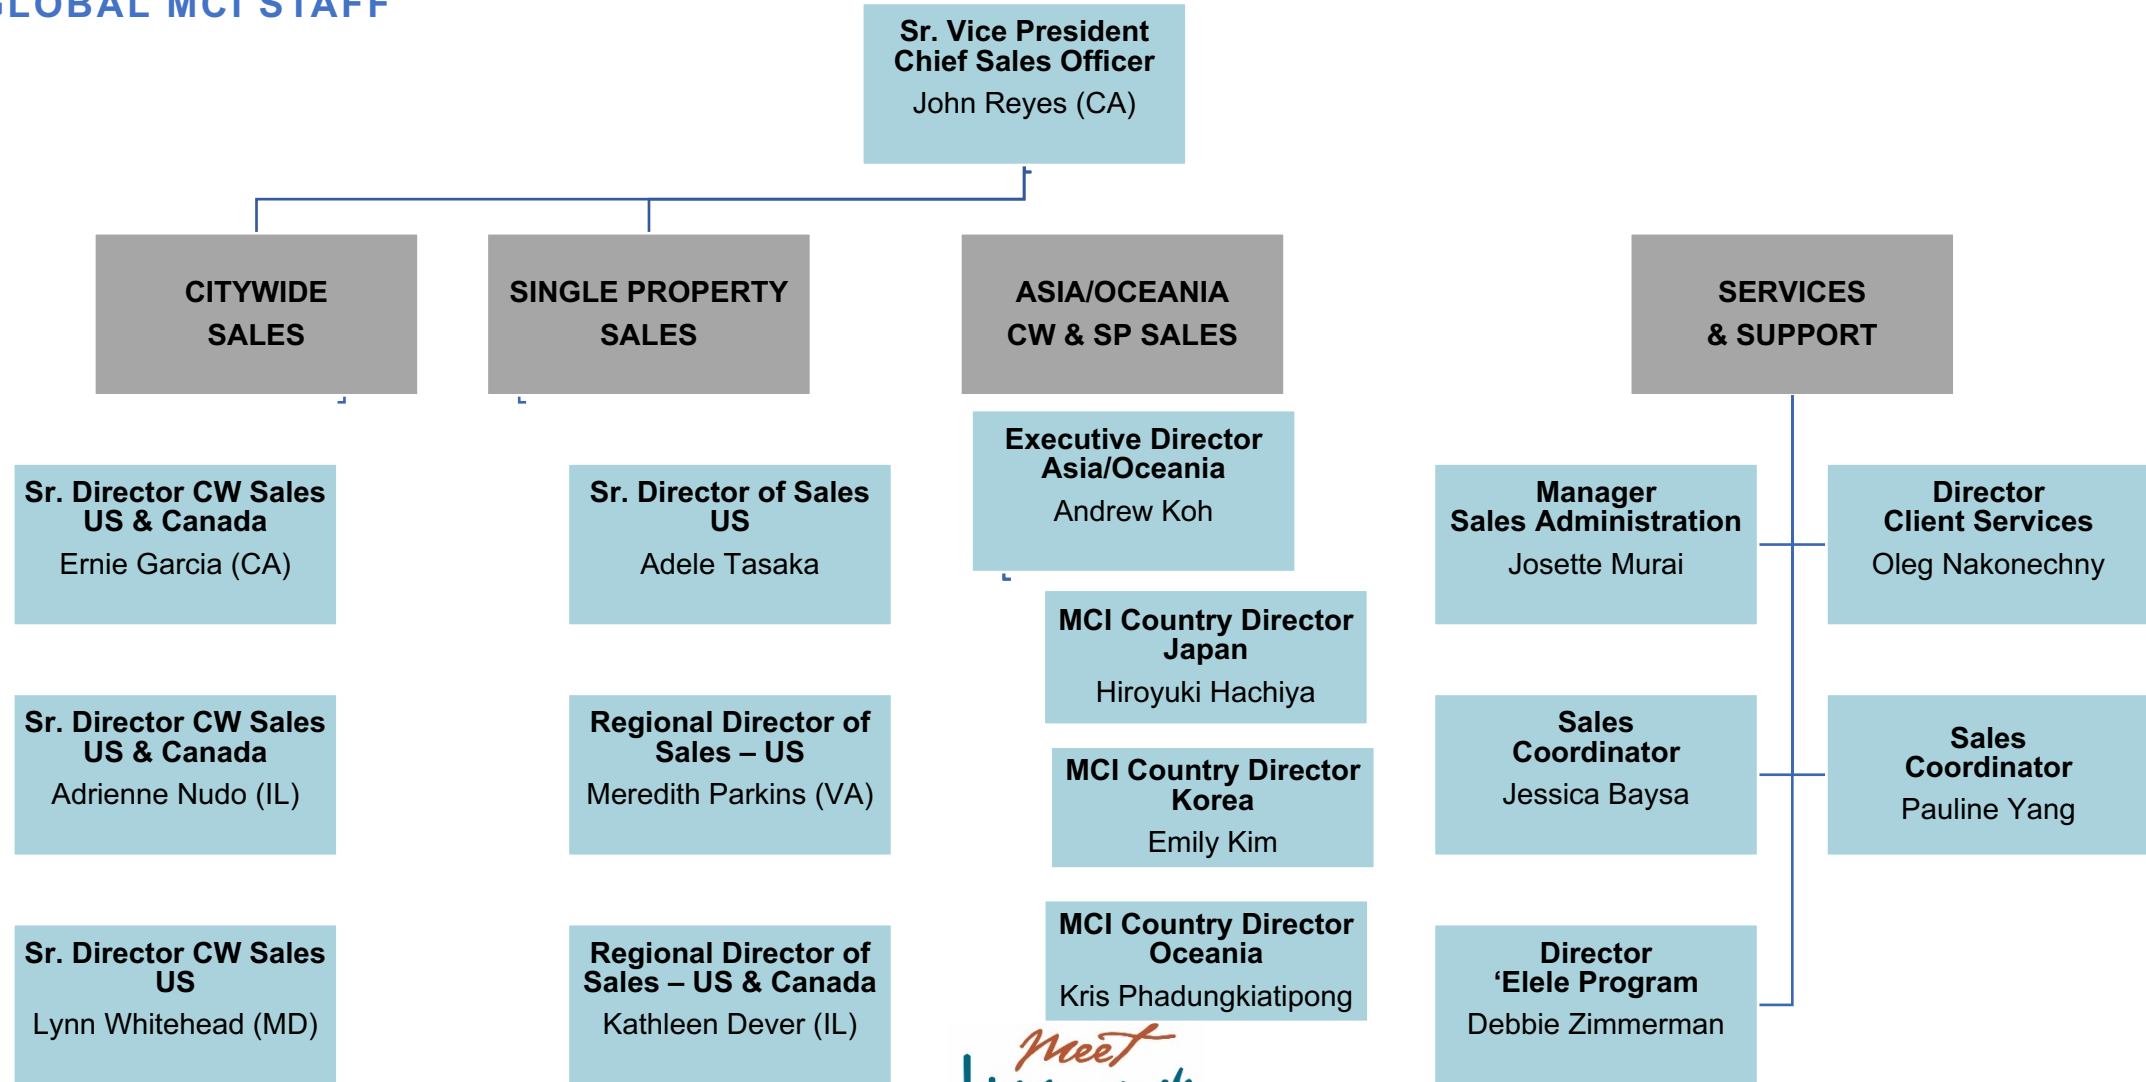 GLOBAL MCI STAFF
Sr. Vice President
Chief Sales Officer
John Reyes (CA)
CITYWIDE
SALES
SINGLE PROPERTY
SALES
ASIA/OCEANIA
CW & SP SALES
SERVICES
& SUPPORT
Sr. Director CW Sales
US & Canada
Ernie Garcia (CA)
Sr. Director CW Sales
US & Canada
Adrienne Nudo (IL)
Sr. Director CW Sales
US
Lynn Whitehead (MD)
Sr. Director of Sales
US
Adele Tasaka
Regional Director of
Sales – US
Meredith Parkins (VA)
Regional Director of
Sales – US & Canada
Kathleen Dever (IL)
Executive Director
Asia/Oceania
Andrew Koh
MCI Country Director
Japan
Hiroyuki Hachiya
MCI Country Director
Korea
Emily Kim
MCI Country Director
Oceania
Kris Phadungkiatipong
Manager
Sales Administration
Josette Murai
Director
Client Services
Oleg Nakonechny
Sales
Coordinator
Jessica Baysa
Sales
Coordinator
Pauline Yang
Director
‘Elele Program
Debbie Zimmerman
meet